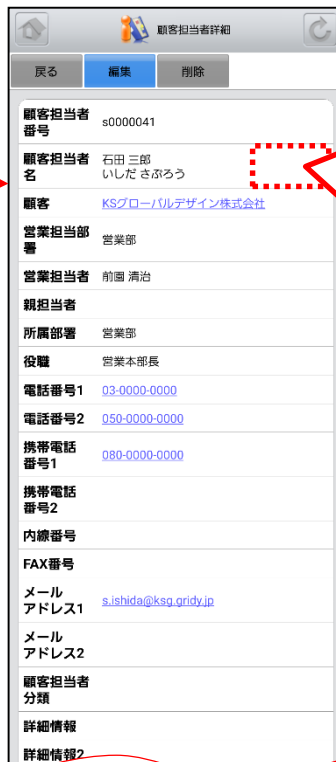 顧客担当者詳細
戻る 編集 削除
顧客担当者
番号
s0000041
顧客担当者
名
石田 三郎
いしだ さぶろう
顧客
KSグローバルデザイン株式会社
営業担当部
署
営業部
営業担当者
前園 清治
親担当者
所属部署
営業部
役職
営業本部長
電話番号1
03-0000-0000
電話番号2
050-0000-0000
携帯電話
番号1
080-0000-0000
携帯電話
番号2
内線番号
FAX番号
メール
アドレス1
s.ishida@ksg.gridy.jp
メール
アドレス2
顧客担当者
分類
詳細情報
詳細情報2